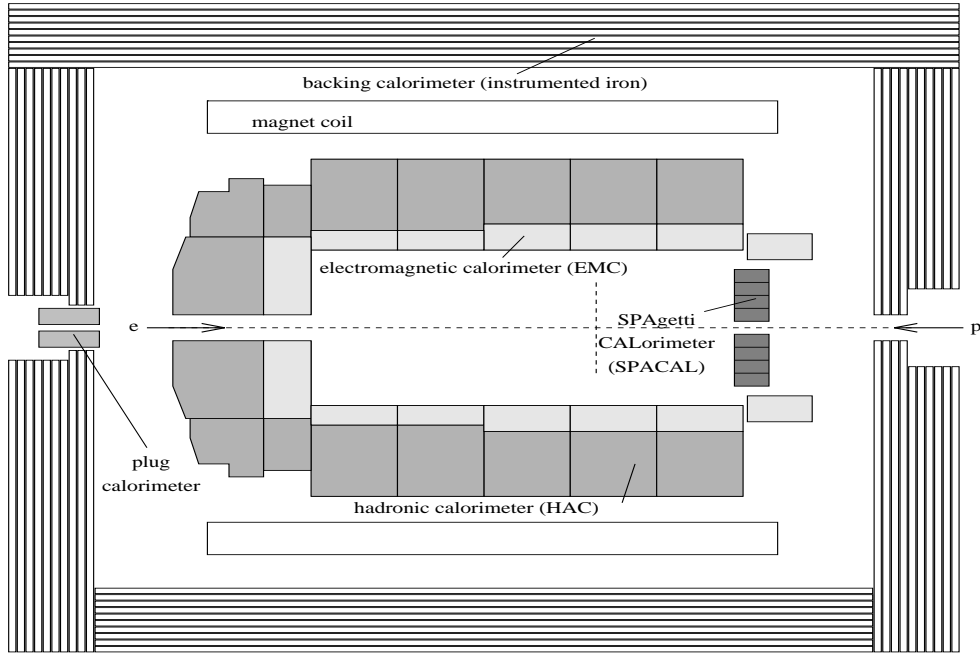 backing calorimeter (instrumented iron)
magnet coil
electromagnetic calorimeter (EMC)
e
SPAgetti
CALorimeter
(SPACAL)
p
plug
calorimeter
hadronic calorimeter (HAC)